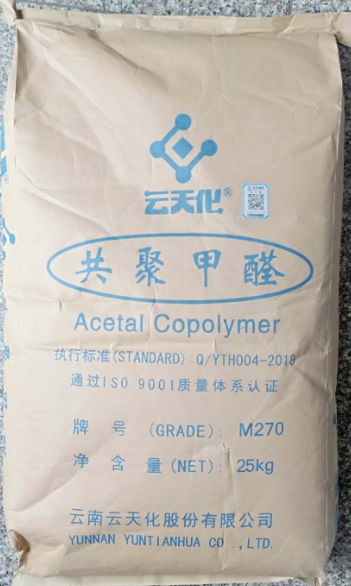 云天化®
共聚甲醛
Acetal Copolymer
执行标准(STANDARD):Q/YTH004-2018
通过ISO 9001质量体系认证
牌 号 (GRADE): M270
净 含 量 (NET): 25kg
云南云天化股份有限公司
YUNNAN YUNTIANHUA CO .,LTD.